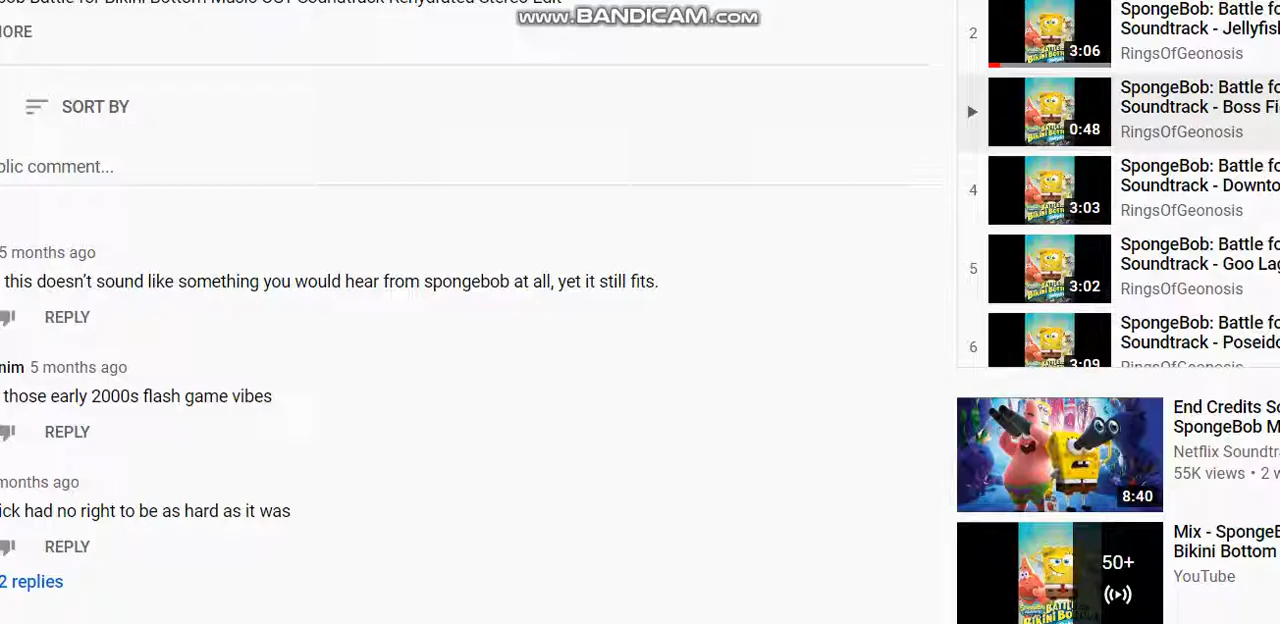 ob Battle for Bikini Bottom Music OST Soundtrack Rehydrated Stereo Edit
www.BANDICAM.com
ORE
SORT BY
blic comment...
5 months ago
this doesn’t sound like something you would hear from spongebob at all, yet it still fits.
REPLY
nim 5 months ago
those early 2000s flash game vibes
REPLY
months ago
ick had no right to be as hard as it was
REPLY
2 replies
2
3:06
SpongeBob: Battle fo
Soundtrack - Jellyfis
RingsOfGeonosis
0:48
SpongeBob: Battle fo
Soundtrack - Boss Fi
RingsOfGeonosis
4
3:03
SpongeBob: Battle fo
Soundtrack - Downto
RingsOfGeonosis
5
3:02
SpongeBob: Battle fo
Soundtrack - Goo Lag
RingsOfGeonosis
6
3:09
SpongeBob: Battle fo
Soundtrack - Poseido
RingsOfGeonosis
8:40
End Credits So
SpongeBob M
Netflix Soundtr
55K views • 2 w
50+
Mix - SpongeB
Bikini Bottom
YouTube